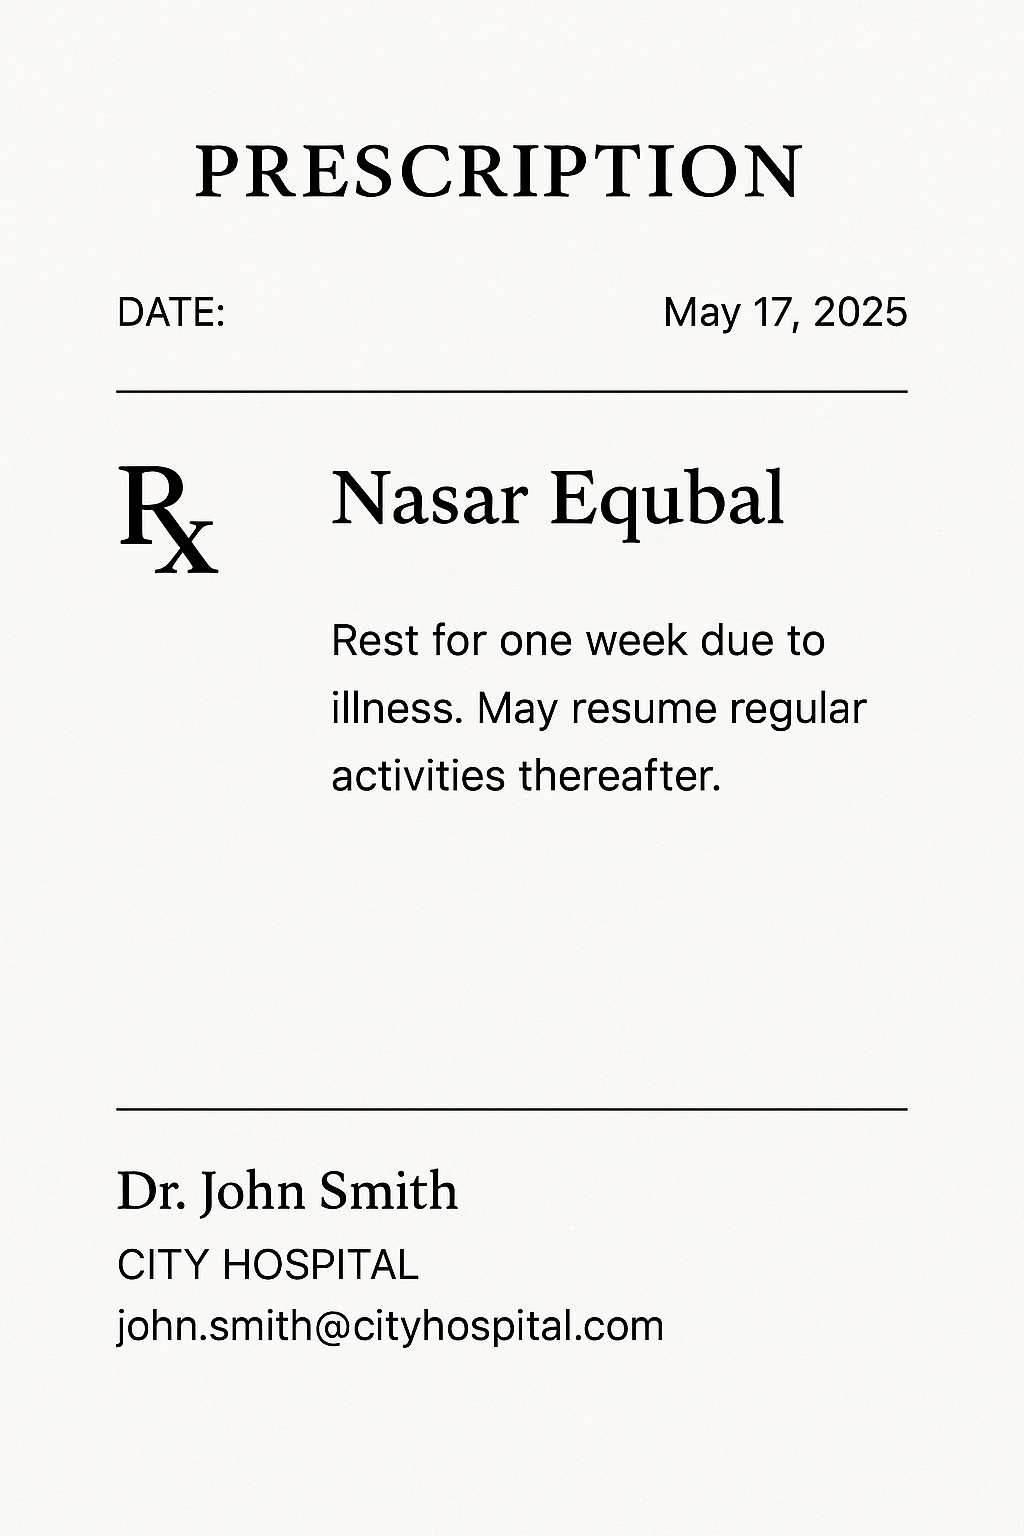 PRESCRIPTION
DATE: May 17, 2025
Rx Nasar Equbal
Rest for one week due to
illness. May resume regular
activities thereafter.
Dr. John Smith
CITY HOSPITAL
john.smith@cityhospital.com